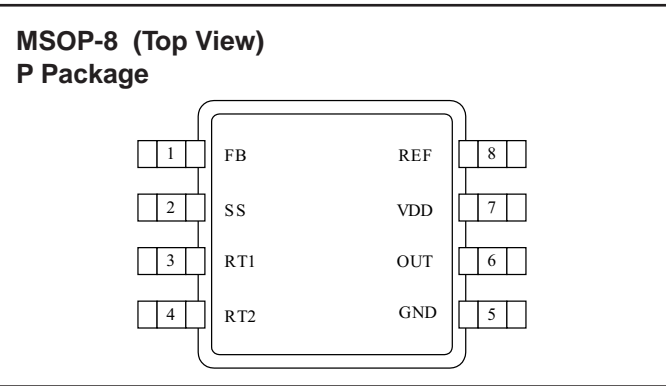 MSOP-8 (Top View)
P Package
1 FB REF 8
2 SS VDD 7
3 RT1 OUT 6
4 RT2 GND 5